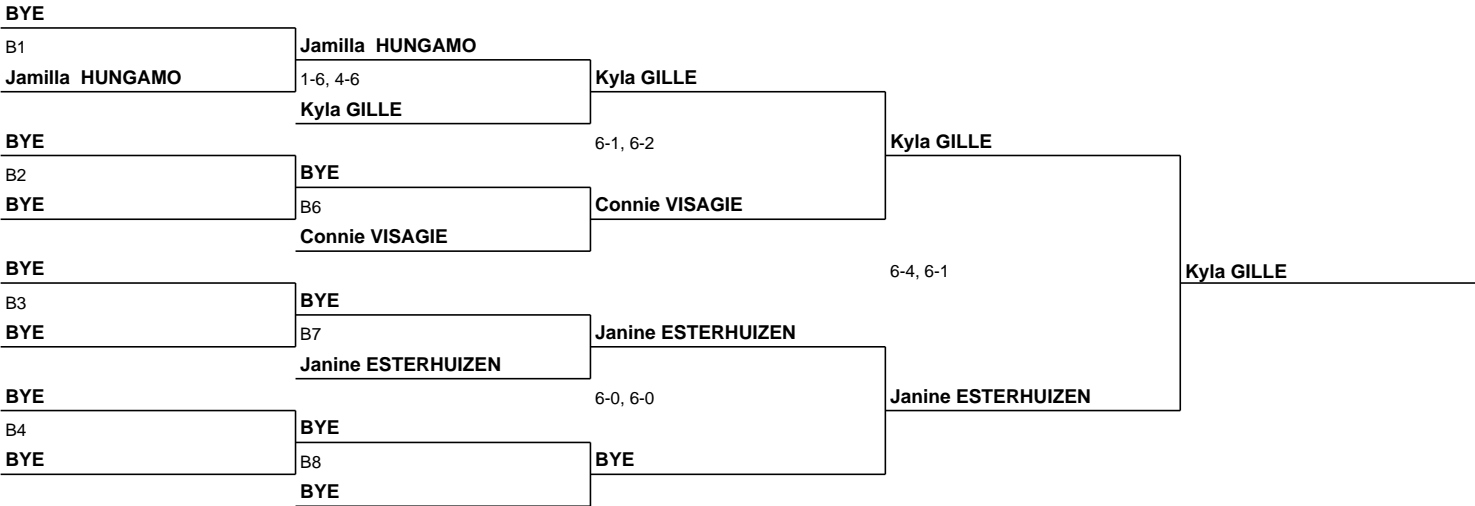 BYE
B1
Jamilla HUNGAMO
Jamilla HUNGAMO
1-6, 4-6
Kyla GILLE
Kyla GILLE
BYE
6-1, 6-2
Kyla GILLE
B2
BYE
BYE
B6
Connie VISAGIE
Connie VISAGIE
BYE
6-4, 6-1
Kyla GILLE
B3
BYE
BYE
B7
Janine ESTERHUIZEN
Janine ESTERHUIZEN
BYE
6-0, 6-0
Janine ESTERHUIZEN
B4
BYE
BYE
B8
BYE
BYE